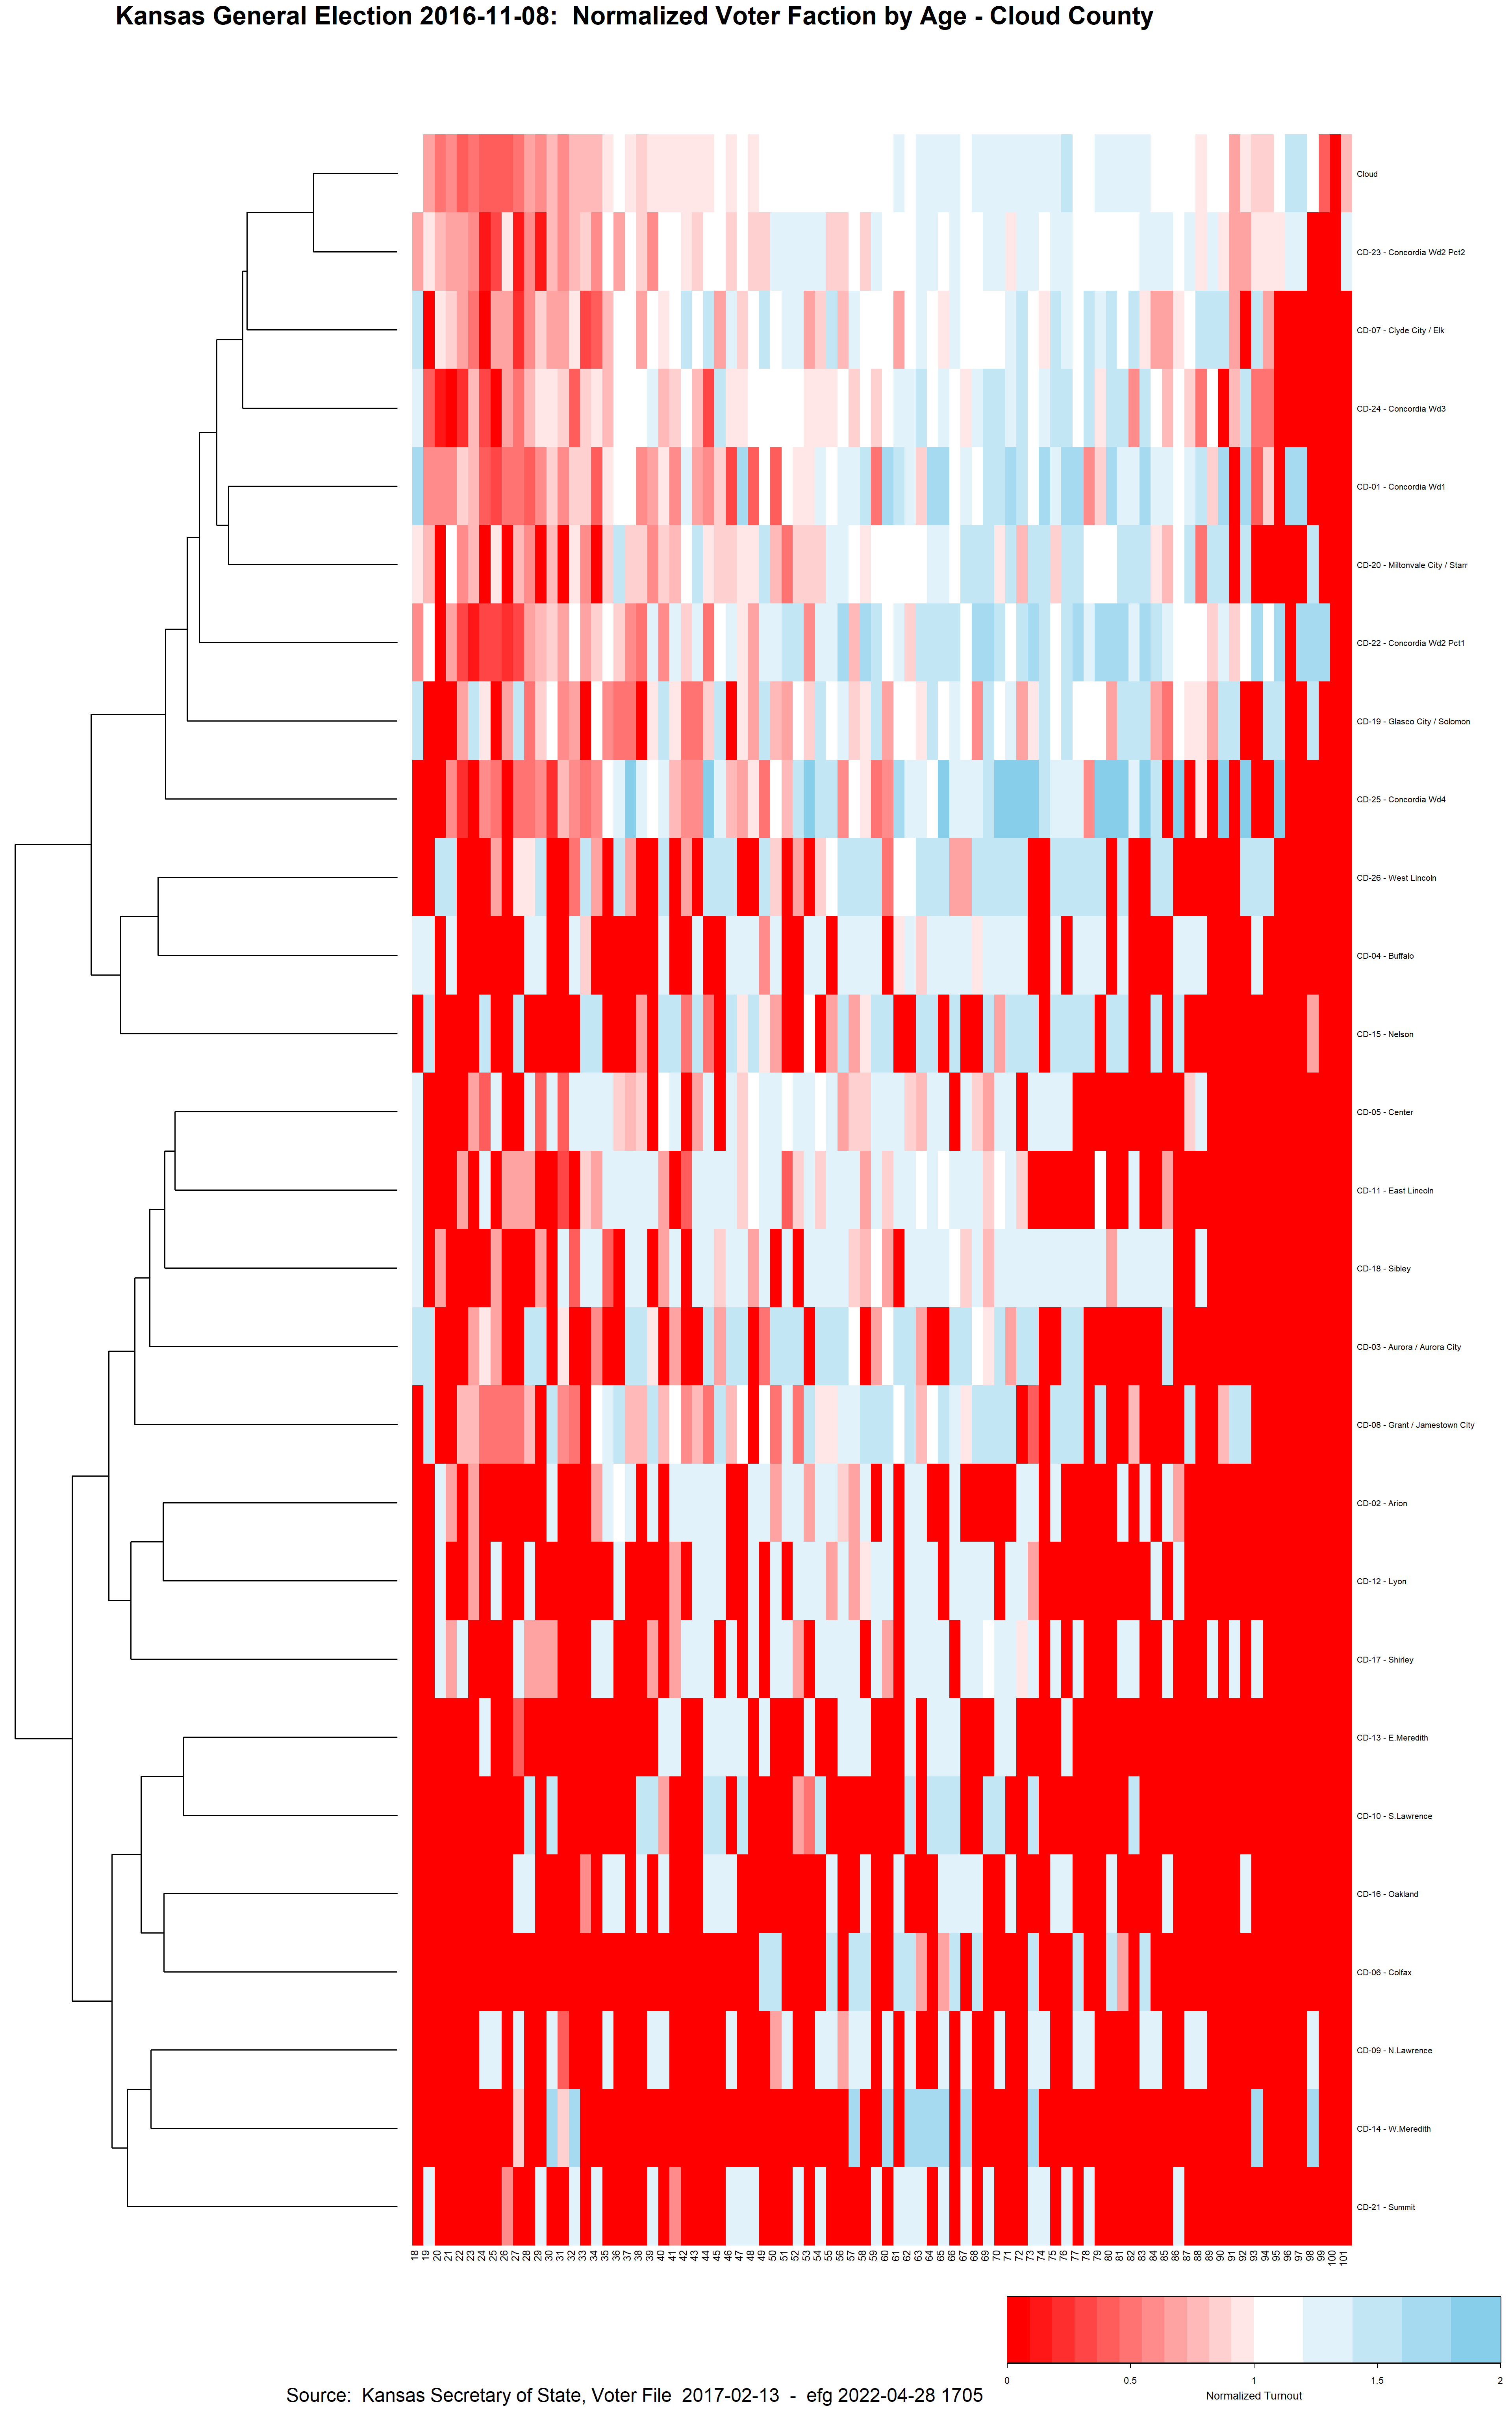 Kansas General Election 2016-11-08:  Normalized Voter Faction by Age - Cloud County
Cloud
CD-23 - Concordia Wd2 Pct2
CD-07 - Clyde City / Elk
CD-24 - Concordia Wd3
CD-01 - Concordia Wd1
CD-20 - Miltonvale City / Starr
CD-22 - Concordia Wd2 Pct1
CD-19 - Glasco City / Solomon
CD-25 - Concordia Wd4
CD-26 - West Lincoln
CD-04 - Buffalo
CD-15 - Nelson
CD-05 - Center
CD-11 - East Lincoln
CD-18 - Sibley
CD-03 - Aurora / Aurora City
CD-08 - Grant / Jamestown City
CD-02 - Arion
CD-12 - Lyon
CD-17 - Shirley
CD-13 - E.Meredith
CD-10 - S.Lawrence
CD-16 - Oakland
CD-06 - Colfax
CD-09 - N.Lawrence
CD-14 - W.Meredith
CD-21 - Summit
18 19 20 21 22 23 24 25 26 27 28 29 30 31 32 33 34 35 36 37 38 39 40 41 42 43 44 45 46 47 48 49 50 51 52 53 54 55 56 57 58 59 60 61 62 63 64 65 66 67 68 69 70 71 72 73 74 75 76 77 78 79 80 81 82 83 84 85 86 87 88 89 90 91 92 93 94 95 96 97 98 99 100 101
0 0.5 1 1.5 2
Normalized Turnout
Source:  Kansas Secretary of State, Voter File  2017-02-13  -  efg 2022-04-28 1705